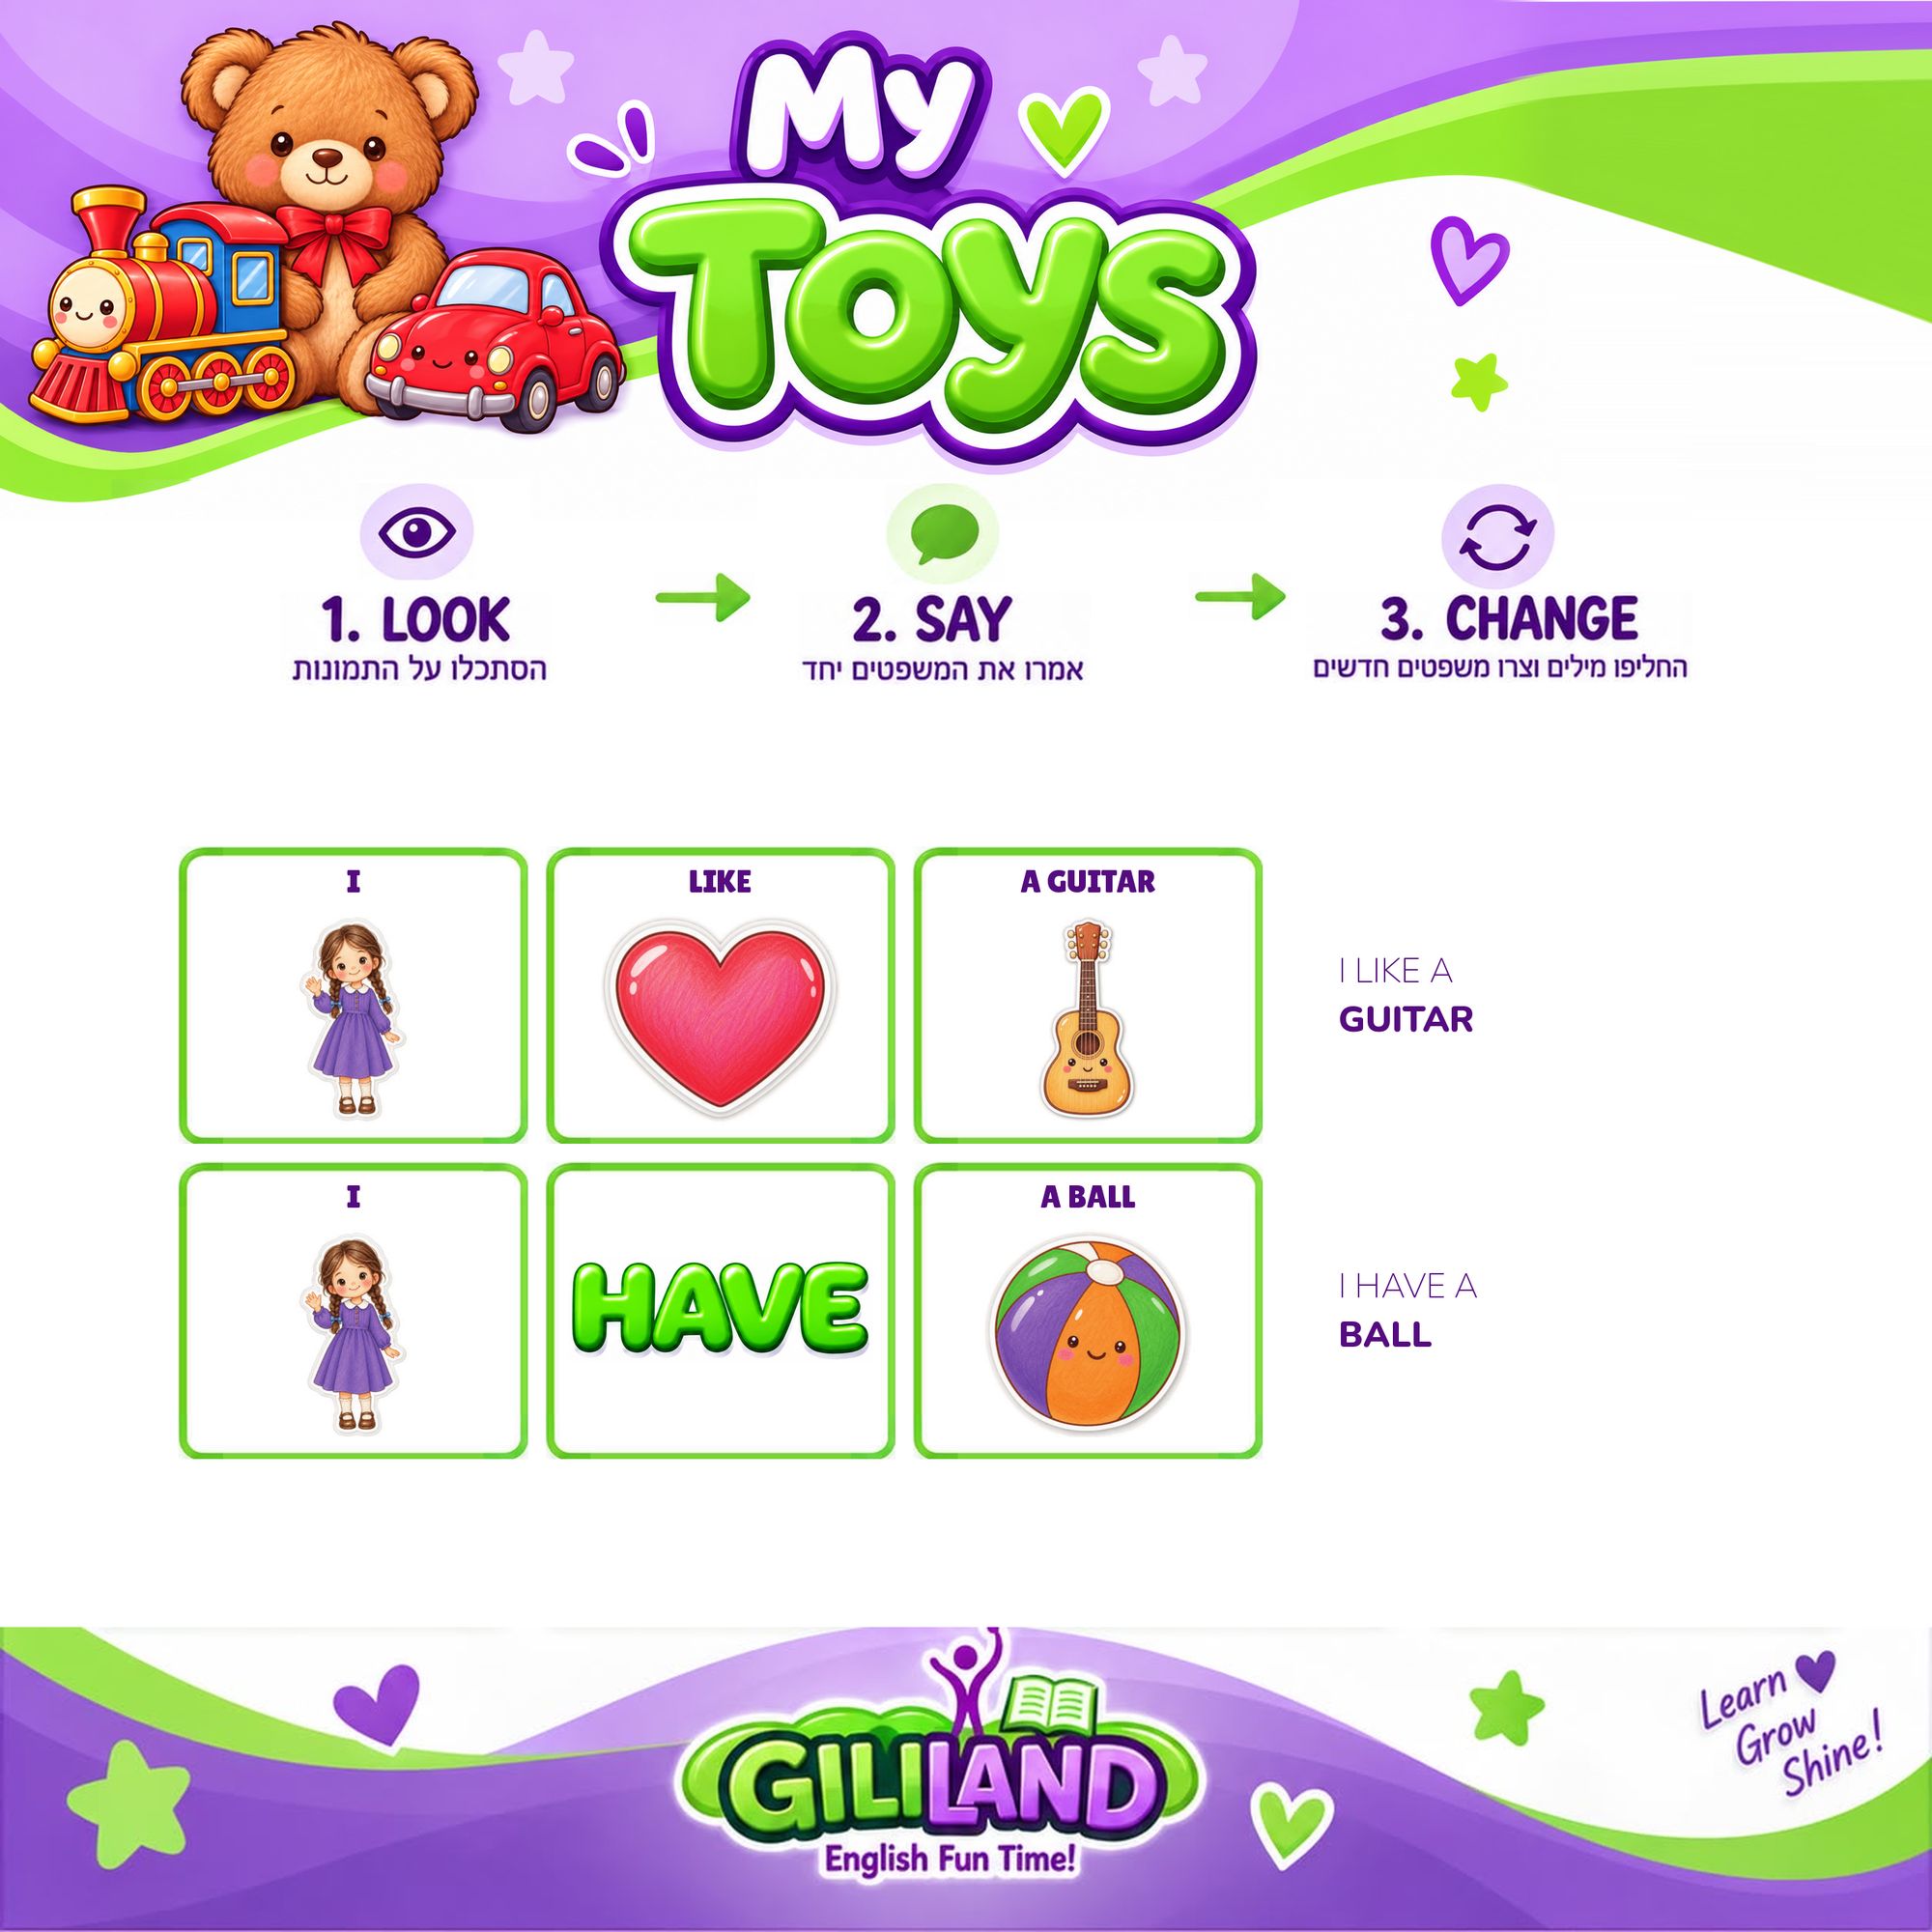 My
Toys
1. LOOK
הסתכלו על התמונות
2. SAY
אמרו את המשפטים יחד
3. CHANGE
החליפו מילים וצרו משפטים חדשים
I
LIKE
A GUITAR
I LIKE A
GUITAR
I
HAVE
A BALL
I HAVE A
BALL
GILILAND
English Fun Time!
Learn
Grow
Shine!